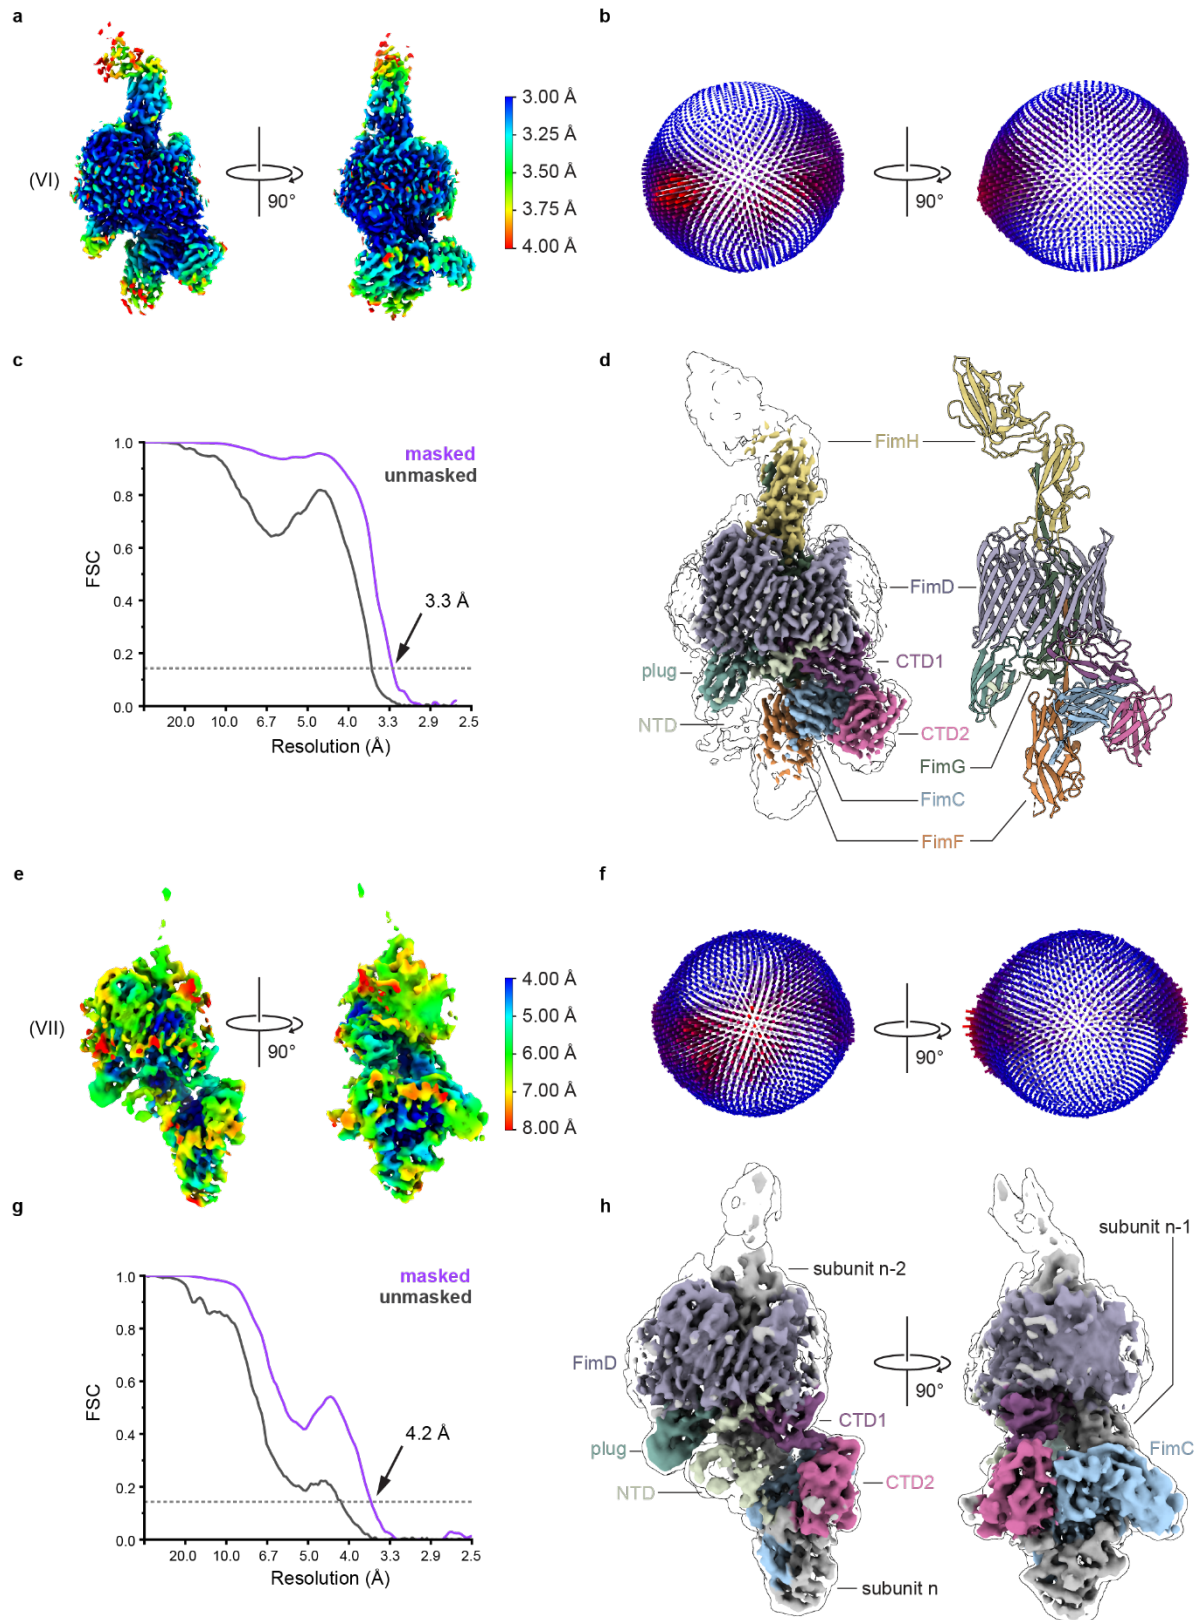 a
(VI)
90°
3.00 Å
3.25 Å
3.50 Å
3.75 Å
4.00 Å
b
90°
c
1.0
0.8
0.6
0.4
0.2
0.0
FSC
masked
unmasked
3.3 Å
20.0 10.0 6.7 5.0 4.0 3.3 2.9 2.5
Resolution (Å)
d
FimH
FimD
plug
CTD1
NTD
CTD2
FimG
FimC
FimF
e
(VII)
90°
4.00 Å
5.00 Å
6.00 Å
7.00 Å
8.00 Å
f
90°
g
1.0
0.8
0.6
0.4
0.2
0.0
FSC
masked
unmasked
4.2 Å
20.0 10.0 6.7 5.0 4.0 3.3 2.9 2.5
Resolution (Å)
h
subunit n-1
subunit n-2
FimD
90°
CTD1
plug
FimC
CTD2
NTD
subunit n